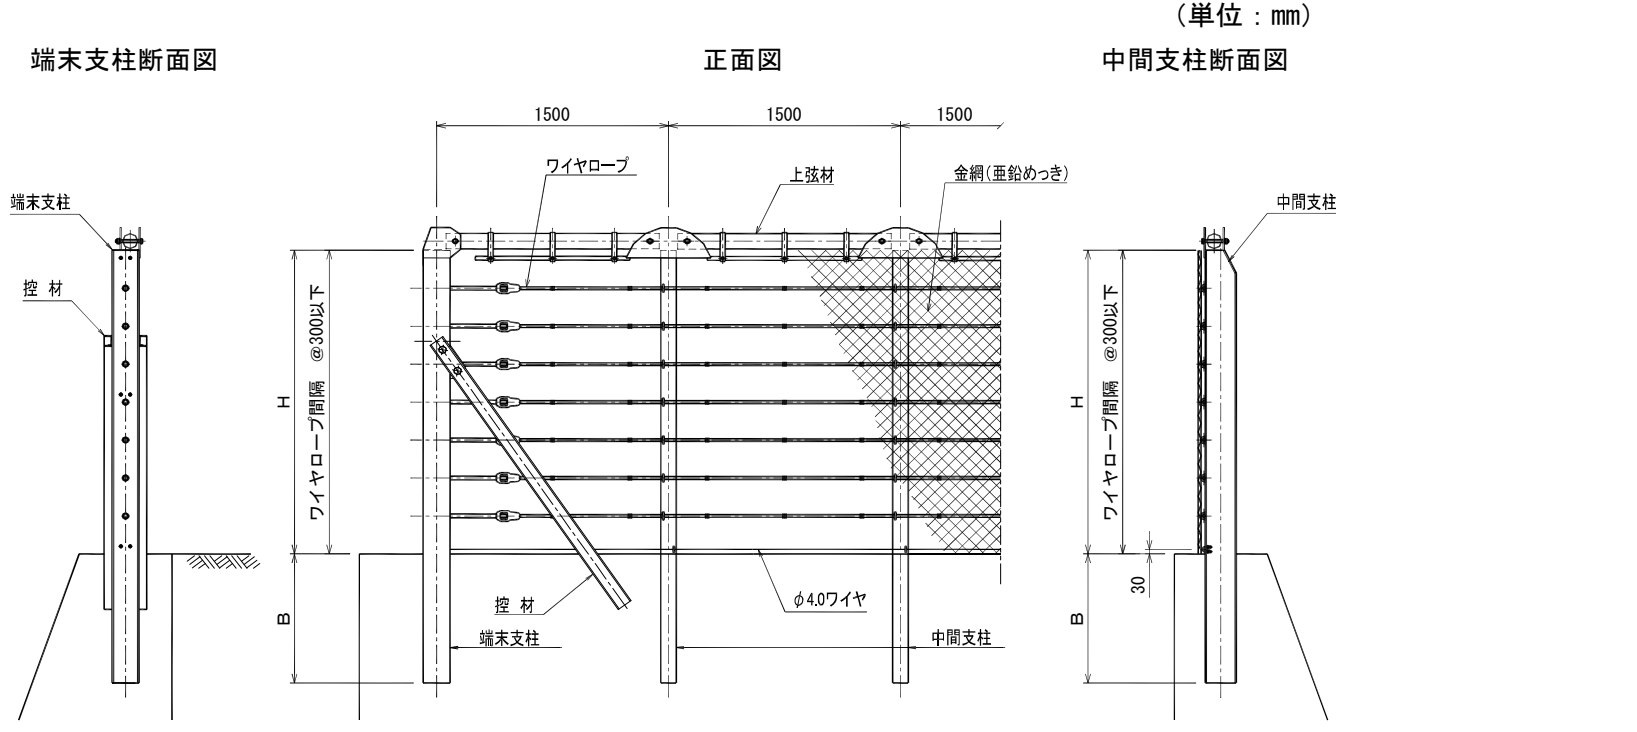 （単位：mm）
端末支柱断面図
正面図
中間支柱断面図
1500
1500
1500
ワイヤロープ
上弦材
金網(亜鉛めっき)
端末支柱
中間支柱
控 材
H
ワイヤロープ間隔 @300以下
H
ワイヤロープ間隔 @300以下
30
B
控 材
φ4.0ワイヤ
B
端末支柱
中間支柱